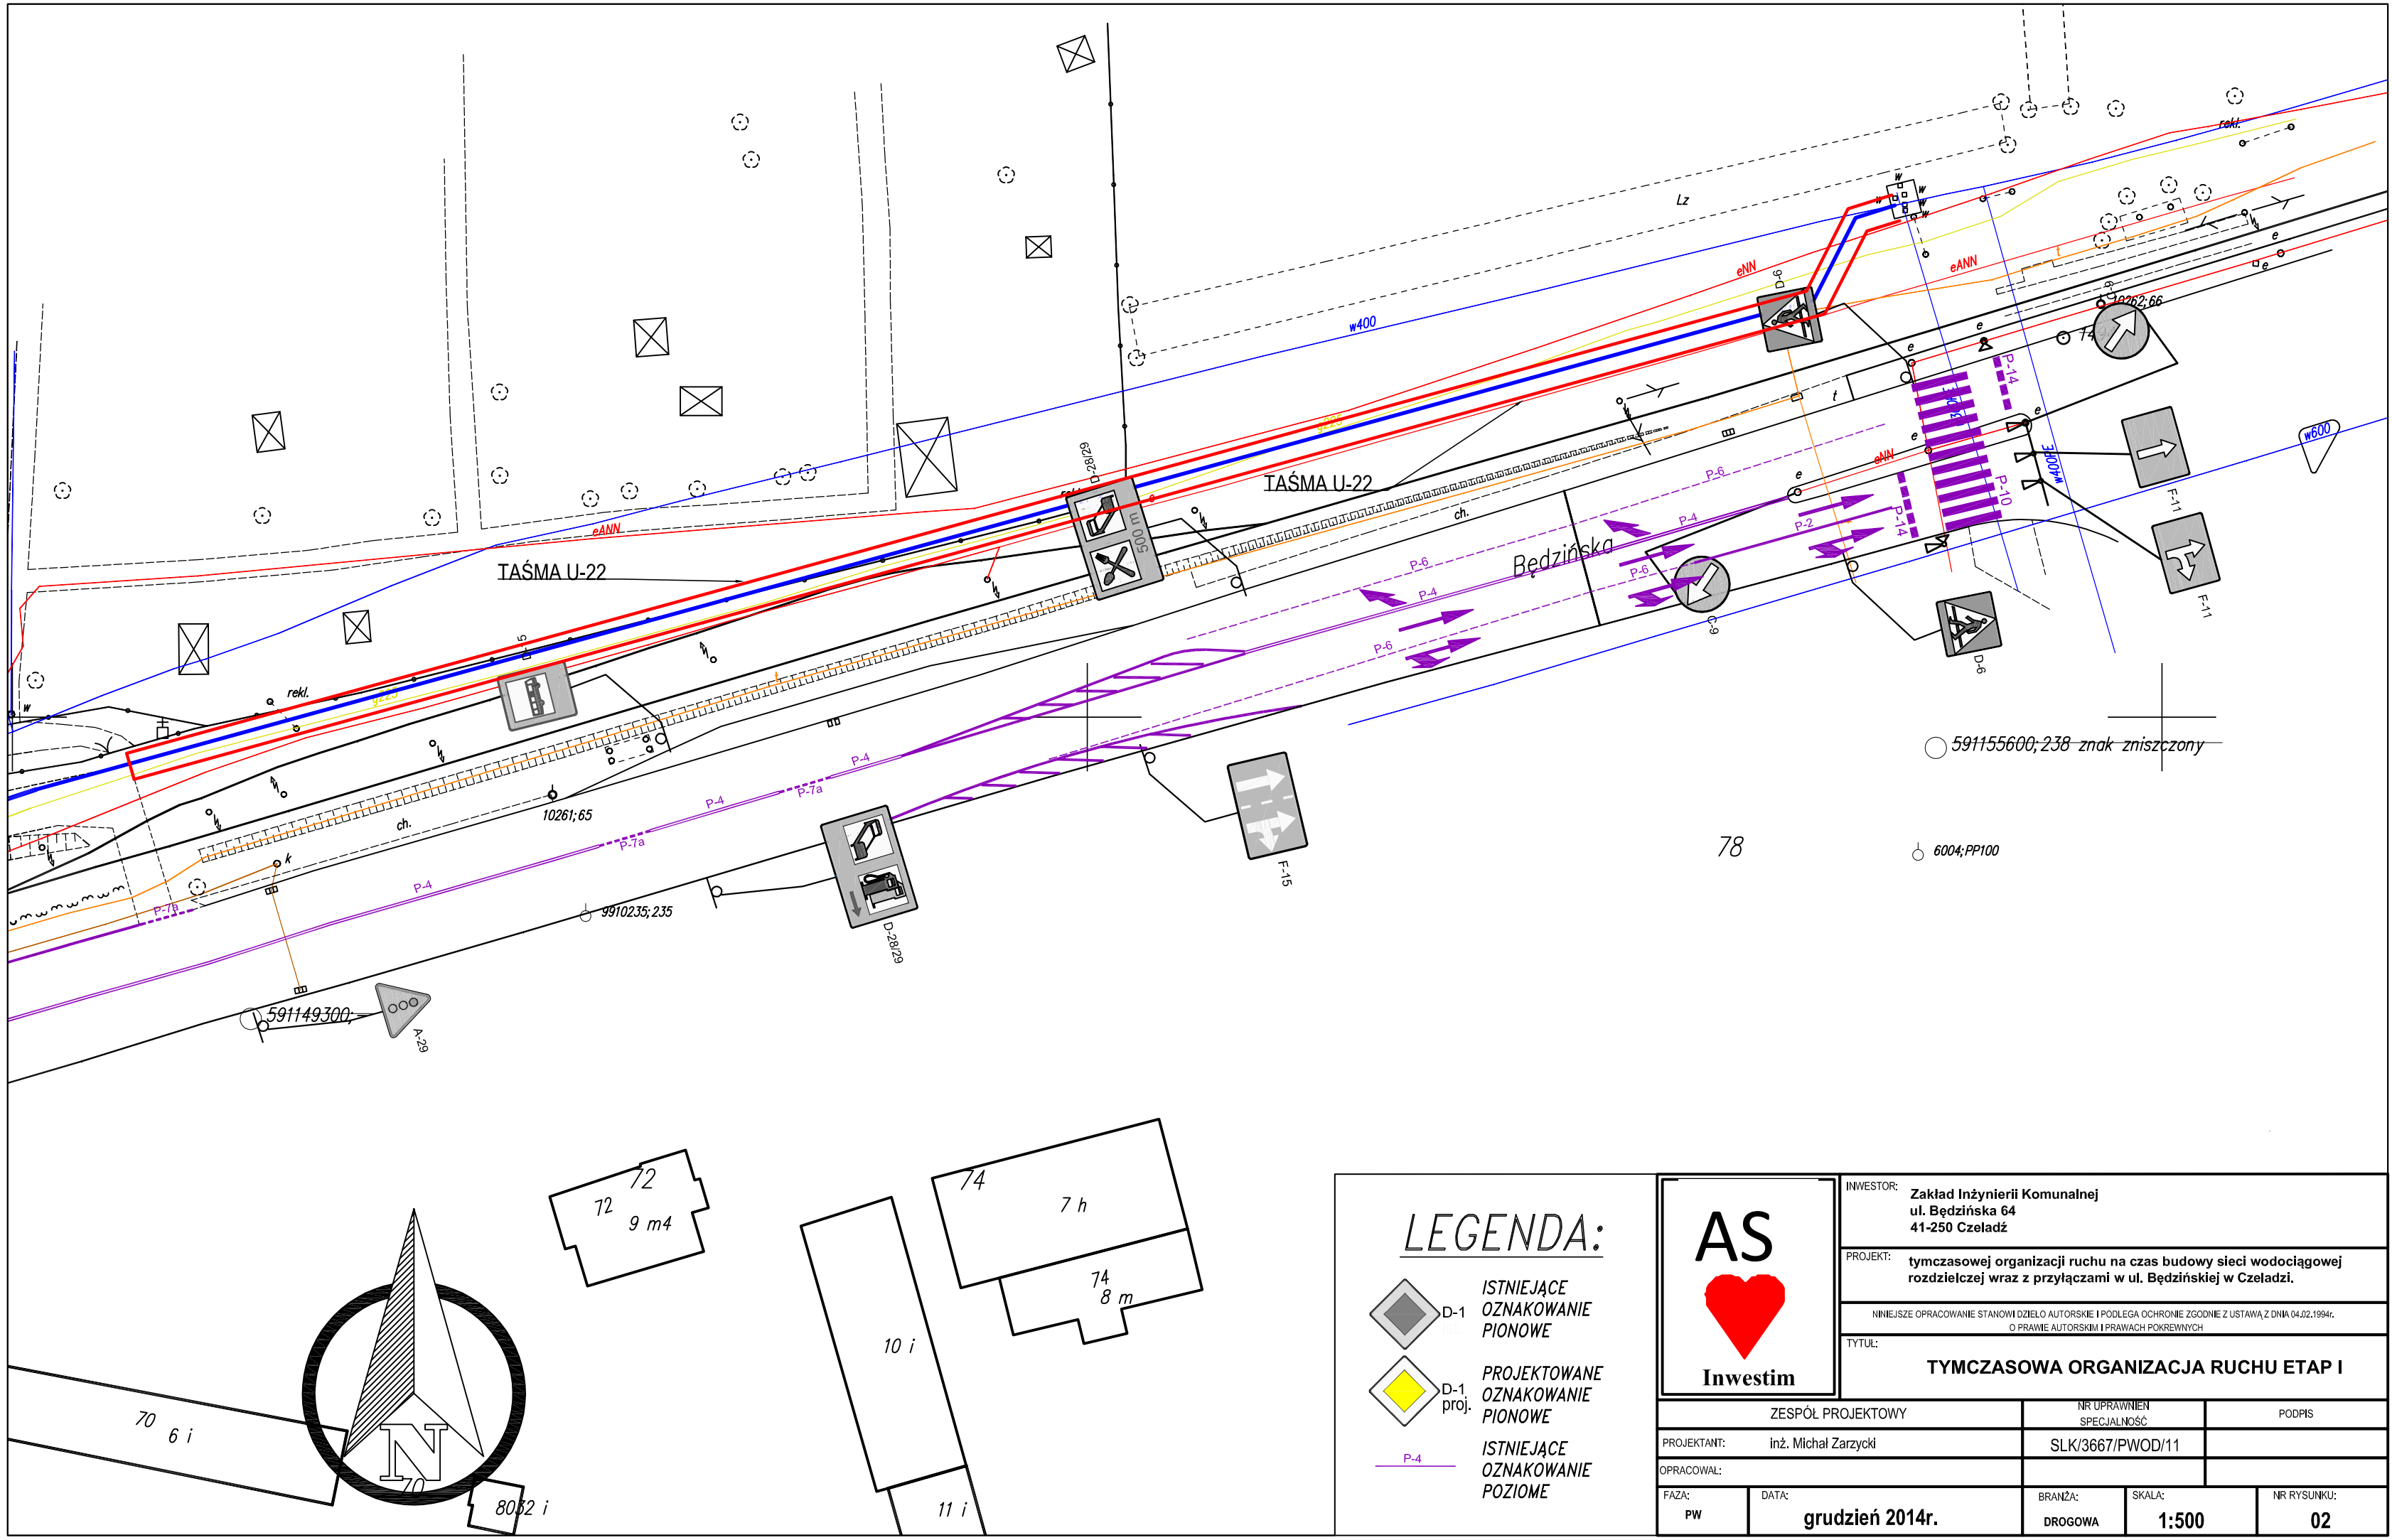 rekl.
Lz
W
W
W
W
W
eNN
eANN
t
e
e
e
10262;66
D-6
w400
g225
TAŚMA U-22
D-28/29
500 m
e
ch.
t
e
e
e
e
P-14
P-10
P-14
w400PE
w600
F-11
F-11
eNN
P-6
P-6
P-6
P-6
P-4
P-4
P-2
Będzińska
C-9
D-6
eANN
TAŚMA U-22
rekl.
g225
w
t
10261;65
ch.
k
P-4
P-7a
P-4
P-7a
P-4
P-7a
9910235;235
D-28/29
F-15
591149300;-
A-29
591155600;238 znak zniszczony
78
6004;PP100
72
72
9 m4
74
7 h
74
8 m
10 i
11 i
70
6 i
N
70
8032 i
LEGENDA:
D-1
ISTNIEJĄCE
OZNAKOWANIE
PIONOWE
D-1
proj.
PROJEKTOWANE
OZNAKOWANIE
PIONOWE
P-4
ISTNIEJĄCE
OZNAKOWANIE
POZIOME
AS
Inwestim
INWESTOR:
Zakład Inżynierii Komunalnej
ul. Będzińska 64
41-250 Czeladź
PROJEKT:
tymczasowej organizacji ruchu na czas budowy sieci wodociągowej
rozdzielczej wraz z przyłączami w ul. Będzińskiej w Czeladzi.
NINIEJSZE OPRACOWANIE STANOWI DZIEŁO AUTORSKIE I PODLEGA OCHRONIE ZGODNIE Z USTAWĄ Z DNIA 04.02.1994r.
O PRAWIE AUTORSKIM I PRAWACH POKREWNYCH
TYTUŁ:
TYMCZASOWA ORGANIZACJA RUCHU ETAP I
ZESPÓŁ PROJEKTOWY
NR UPRAWNIEŃ
SPECJALNOŚĆ
PODPIS
PROJEKTANT:
inż. Michał Zarzycki
SLK/3667/PWOD/11
OPRACOWAŁ:
FAZA:
PW
DATA:
grudzień 2014r.
BRANŻA:
DROGOWA
SKALA:
1:500
NR RYSUNKU:
02